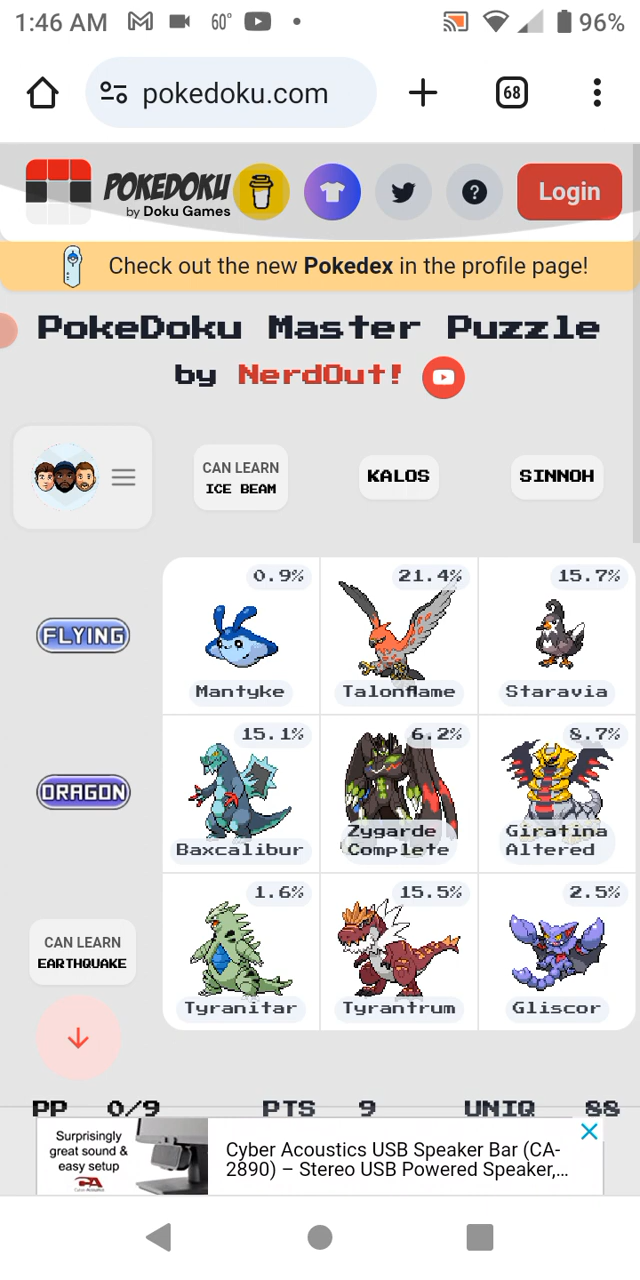 1:46 AM 60° 96%
pokedoku.com 68
POKEDOKU
by Doku Games
Login
Check out the new Pokedex in the profile page!
PokeDoku Master Puzzle
by NerdOut!
CAN LEARN
ICE BEAM
KALOS
SINNOH
FLYING
0.9%
Mantyke
21.4%
Talonflame
15.7%
Staravia
DRAGON
15.1%
Baxcalibur
6.2%
Zygarde
Complete
8.7%
Giratina
Altered
CAN LEARN
EARTHQUAKE
1.6%
Tyranitar
15.5%
Tyrantrum
2.5%
Gliscor
PP 0/9 PTS 9 UNIQ 88
Surprisingly
great sound &
easy setup
CA
Cyber Acoustics USB Speaker Bar (CA-
2890) – Stereo USB Powered Speaker,...